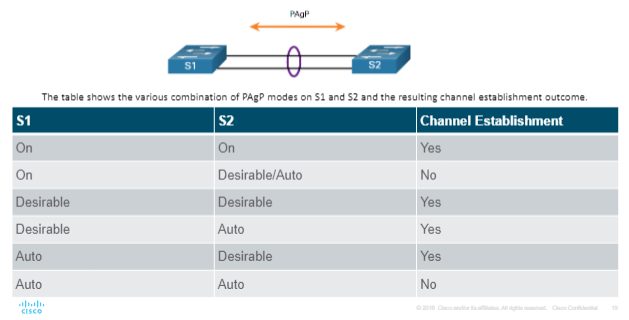 PAgP
S1 S2
The table shows the various combination of PAgP modes on S1 and S2 and the resulting channel establishment outcome.
S1 S2 Channel Establishment
On On Yes
On Desirable/Auto No
Desirable Desirable Yes
Desirable Auto Yes
Auto Desirable Yes
Auto Auto No
CISCO
© 2016 Cisco and/or its affiliates. All rights reserved. Cisco Confidential